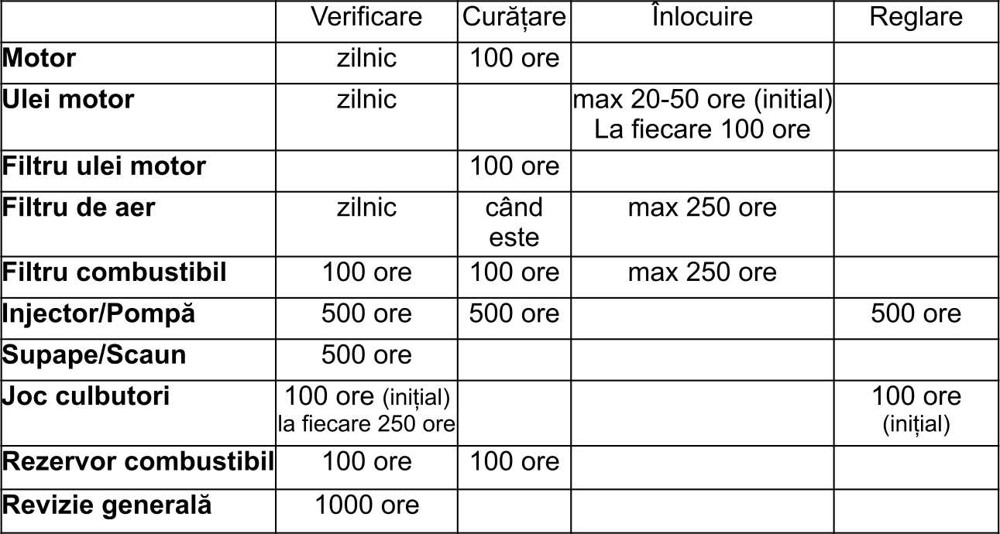 Verificare Curățare Înlocuire Reglare
Motor zilnic 100 ore
Ulei motor zilnic max 20-50 ore (initial)
La fiecare 100 ore
Filtru ulei motor 100 ore
Filtru de aer zilnic când max 250 ore
este
Filtru combustibil 100 ore 100 ore max 250 ore
Injector/Pompă 500 ore 500 ore 500 ore
Supape/Scaun 500 ore
Joc culbutori 100 ore (inițial) 100 ore
la fiecare 250 ore (inițial)
Rezervor combustibil 100 ore 100 ore
Revizie generală 1000 ore